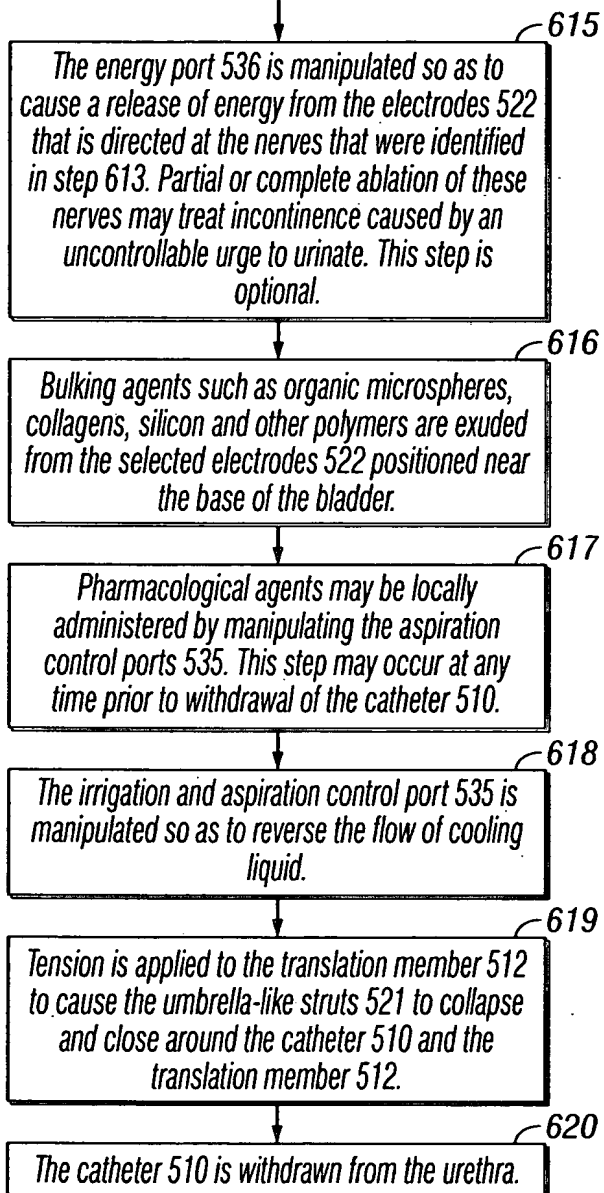 615
The energy port 536 is manipulated so as to
cause a release of energy from the electrodes 522
that is directed at the nerves that were identified
in step 613. Partial or complete ablation of these
nerves may treat incontinence caused by an
uncontrollable urge to urinate. This step is
optional.
616
Bulking agents such as organic microspheres,
collagens, silicon and other polymers are exuded
from the selected electrodes 522 positioned near
the base of the bladder.
617
Pharmacological agents may be locally
administered by manipulating the aspiration
control ports 535. This step may occur at any
time prior to withdrawal of the catheter 510.
618
The irrigation and aspiration control port 535 is
manipulated so as to reverse the flow of cooling
liquid.
619
Tension is applied to the translation member 512
to cause the umbrella-like struts 521 to collapse
and close around the catheter 510 and the
translation member 512.
620
The catheter 510 is withdrawn from the urethra.